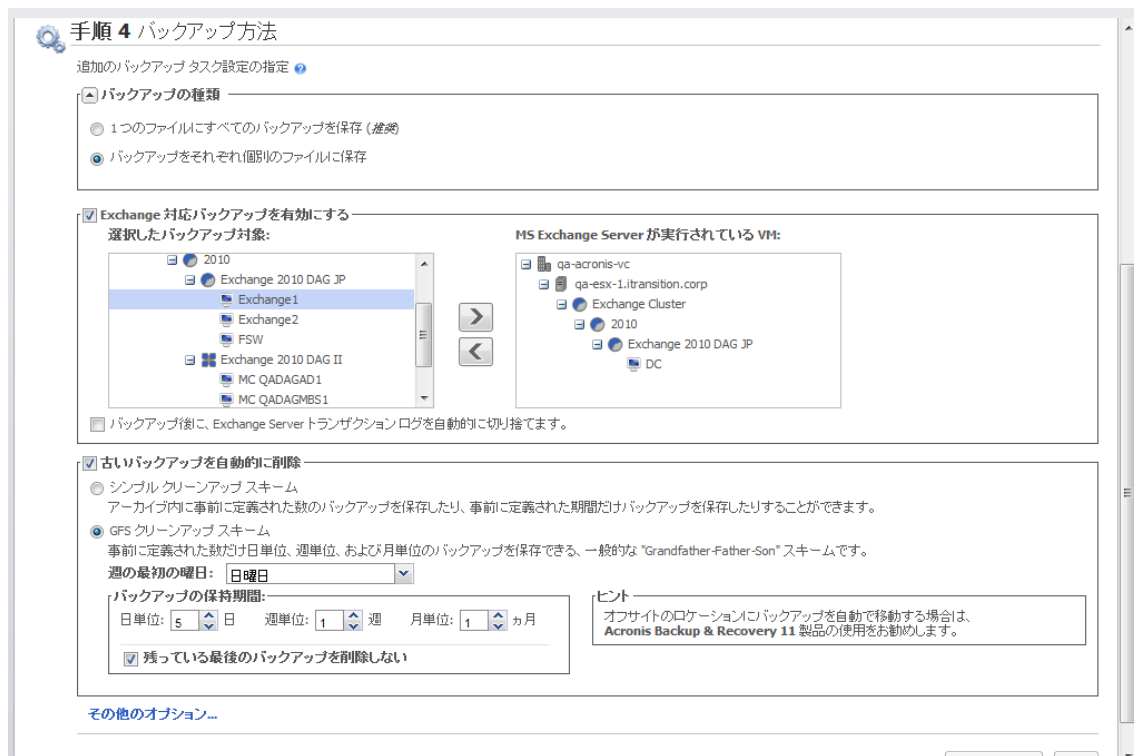 手順 4 バックアップ方法
追加のバックアップ タスク設定の指定
バックアップの種類
1つのファイルにすべてのバックアップを保存 (推奨)
バックアップをそれぞれ個別のファイルに保存
Exchange 対応バックアップを有効にする
選択したバックアップ対象:
2010
Exchange 2010 DAG JP
Exchange1
Exchange2
FSW
Exchange 2010 DAG II
MC QADAGAD1
MC QADAGMBS1
MS Exchange Server が実行されている VM:
qa-acronis-vc
qa-esx-1.itransition.corp
Exchange Cluster
2010
Exchange 2010 DAG JP
DC
バックアップ後に、Exchange Server トランザクション ログを自動的に切り捨てます。
古いバックアップを自動的に削除
シンプル クリーンアップ スキーム
アーカイブ内に事前に定義された数のバックアップを保存したり、事前に定義された期間だけバックアップを保存したりすることができます。
GFS クリーンアップ スキーム
事前に定義された数だけ日単位、週単位、および月単位のバックアップを保存できる、一般的な "Grandfather-Father-Son" スキームです。
週の最初の曜日: 日曜日
バックアップの保持期間:
日単位: 5 日 週単位: 1 週 月単位: 1 ヵ月
残っている最後のバックアップを削除しない
ヒント
オフサイトのロケーションにバックアップを自動で移動する場合は、
Acronis Backup & Recovery 11 製品の使用をお勧めします。
その他のオプション...